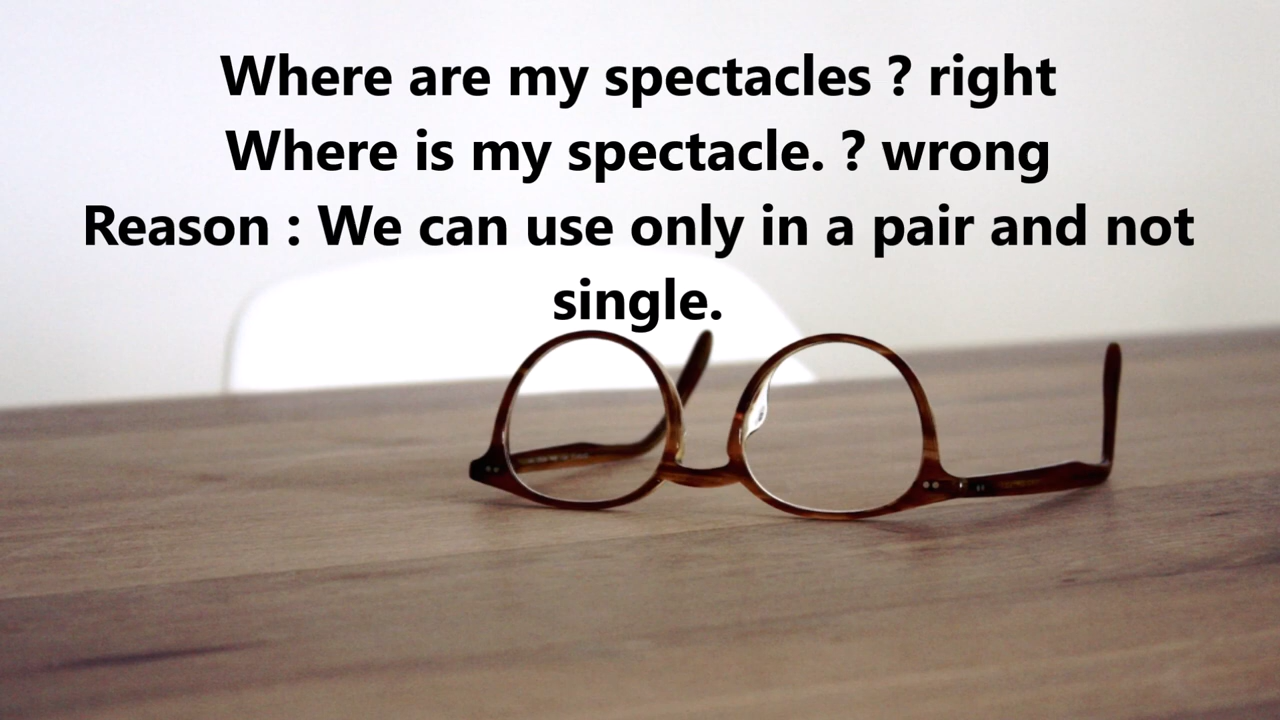 Where are my spectacles ? right
Where is my spectacle. ? wrong
Reason : We can use only in a pair and not
single.